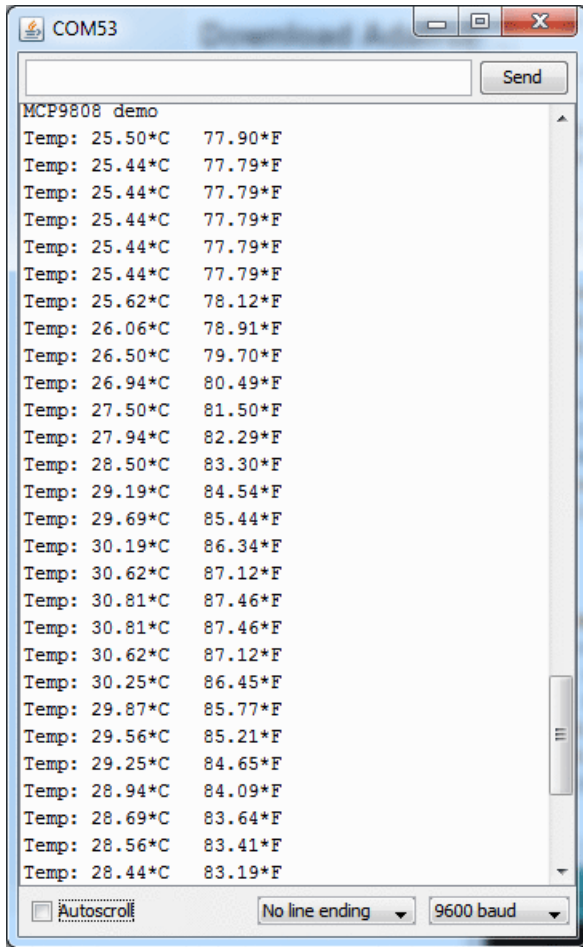 COM53
Send
MCP9808 demo
Temp: 25.50*C 77.90*F
Temp: 25.44*C 77.79*F
Temp: 25.44*C 77.79*F
Temp: 25.44*C 77.79*F
Temp: 25.44*C 77.79*F
Temp: 25.44*C 77.79*F
Temp: 25.62*C 78.12*F
Temp: 26.06*C 78.91*F
Temp: 26.50*C 79.70*F
Temp: 26.94*C 80.49*F
Temp: 27.50*C 81.50*F
Temp: 27.94*C 82.29*F
Temp: 28.50*C 83.30*F
Temp: 29.19*C 84.54*F
Temp: 29.69*C 85.44*F
Temp: 30.19*C 86.34*F
Temp: 30.62*C 87.12*F
Temp: 30.81*C 87.46*F
Temp: 30.81*C 87.46*F
Temp: 30.62*C 87.12*F
Temp: 30.25*C 86.45*F
Temp: 29.87*C 85.77*F
Temp: 29.56*C 85.21*F
Temp: 29.25*C 84.65*F
Temp: 28.94*C 84.09*F
Temp: 28.69*C 83.64*F
Temp: 28.56*C 83.41*F
Temp: 28.44*C 83.19*F
Autoscroll No line ending 9600 baud